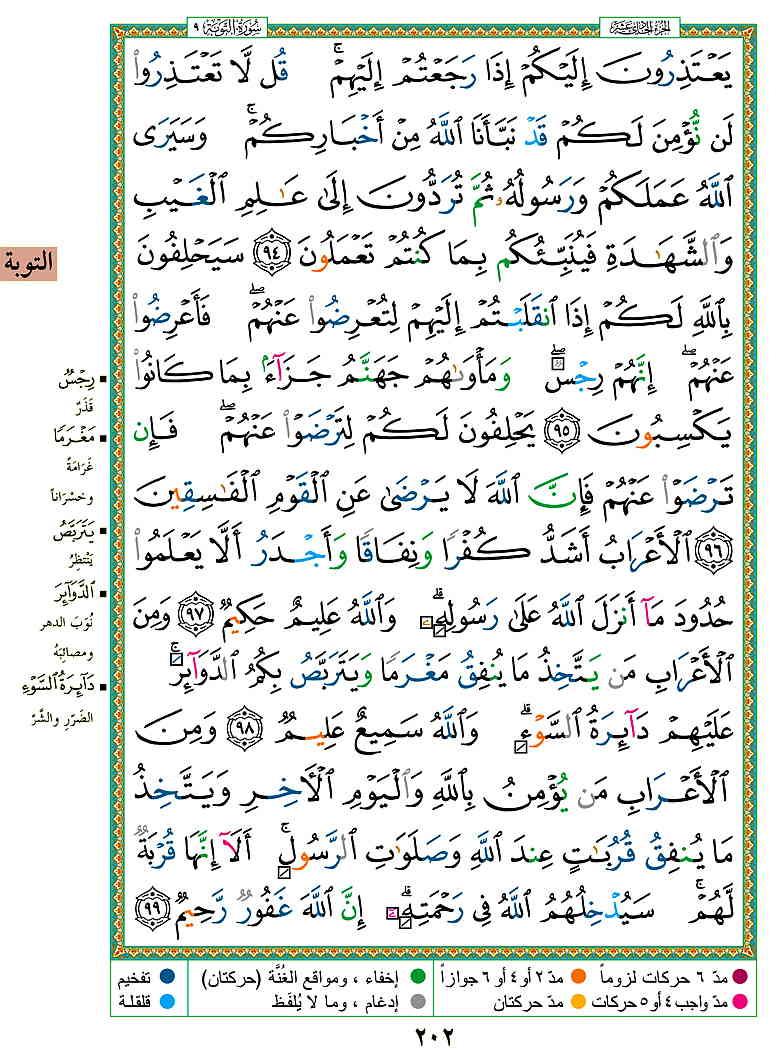 الجزء الحادي عشر
سورة التوبة ٩
يَعْتَذِرُونَ إِلَيْكُمْ إِذَا رَجَعْتُمْ إِلَيْهِمْ ۚ قُل لَّا تَعْتَذِرُوا۟
لَن نُّؤْمِنَ لَكُمْ قَدْ نَبَّأَنَا ٱللَّهُ مِنْ أَخْبَارِكُمْ ۚ وَسَيَرَى
ٱللَّهُ عَمَلَكُمْ وَرَسُولُهُۥ ثُمَّ تُرَدُّونَ إِلَىٰ عَـٰلِمِ ٱلْغَيْبِ
وَٱلشَّهَـٰدَةِ فَيُنَبِّئُكُم بِمَا كُنتُمْ تَعْمَلُونَ ٩٤ سَيَحْلِفُونَ
بِٱللَّهِ لَكُمْ إِذَا ٱنقَلَبْتُمْ إِلَيْهِمْ لِتُعْرِضُوا۟ عَنْهُمْ ۖ فَأَعْرِضُوا۟
عَنْهُمْ ۖ إِنَّهُمْ رِجْسٌ ۖ وَمَأْوَىٰهُمْ جَهَنَّمُ جَزَآءًۢ بِمَا كَانُوا۟
يَكْسِبُونَ ٩٥ يَحْلِفُونَ لَكُمْ لِتَرْضَوْا۟ عَنْهُمْ ۖ فَإِن
تَرْضَوْا۟ عَنْهُمْ فَإِنَّ ٱللَّهَ لَا يَرْضَىٰ عَنِ ٱلْقَوْمِ ٱلْفَـٰسِقِينَ
٩٦ ٱلْأَعْرَابُ أَشَدُّ كُفْرًا وَنِفَاقًا وَأَجْدَرُ أَلَّا يَعْلَمُوا۟
حُدُودَ مَآ أَنزَلَ ٱللَّهُ عَلَىٰ رَسُولِهِۦ ۗ وَٱللَّهُ عَلِيمٌ حَكِيمٌ ٩٧ وَمِنَ
ٱلْأَعْرَابِ مَن يَتَّخِذُ مَا يُنفِقُ مَغْرَمًا وَيَتَرَبَّصُ بِكُمُ ٱلدَّوَآئِرَ ۚ
عَلَيْهِمْ دَآئِرَةُ ٱلسَّوْءِ ۗ وَٱللَّهُ سَمِيعٌ عَلِيمٌ ٩٨ وَمِنَ
ٱلْأَعْرَابِ مَن يُؤْمِنُ بِٱللَّهِ وَٱلْيَوْمِ ٱلْـَٔاخِرِ وَيَتَّخِذُ
مَا يُنفِقُ قُرُبَـٰتٍ عِندَ ٱللَّهِ وَصَلَوَٰتِ ٱلرَّسُولِ ۚ أَلَآ إِنَّهَا قُرْبَةٌ
لَّهُمْ ۚ سَيُدْخِلُهُمُ ٱللَّهُ فِى رَحْمَتِهِۦٓ ۗ إِنَّ ٱللَّهَ غَفُورٌ رَّحِيمٌ ٩٩
التوبة
رِجْسٌ
قَذَرٌ
مَغْرَمًا
غَرَامَةً
وخسْرَاناً
يَتَرَبَّصُ
يَنْتَظِرُ
ٱلدَّوَآئِرَ
نُوَبَ الدهر
ومصائِبَهُ
دَآئِرَةُ ٱلسَّوْءِ
الضَّرَرِ والشَّرِّ
مدّ ٦ حركات لزوماً
مدّ ٢ أو ٤ أو ٦ جوازاً
إخفاء ، ومواقع الغُنَّة (حركتان)
تفخيم
مدّ واجب ٤ أو ٥ حركات
مدّ حركتان
إدغام ، وما لا يُلفَظ
قلقلة
٢٠٢